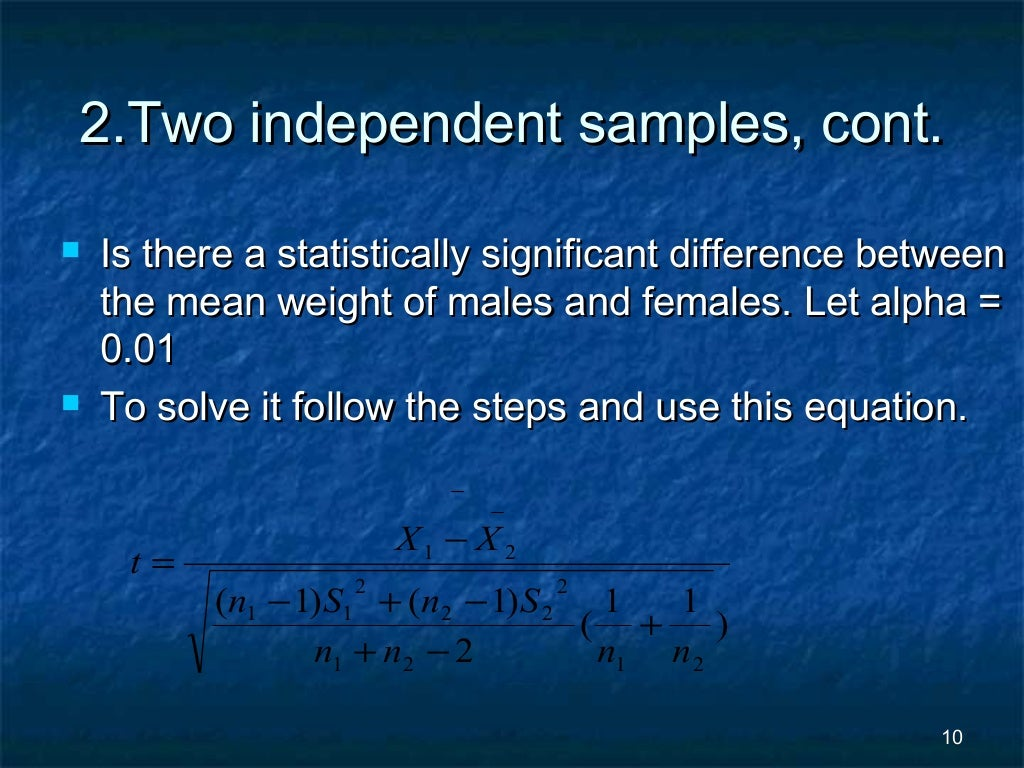 2.Two independent samples, cont.
Is there a statistically significant difference between
the mean weight of males and females. Let alpha =
0.01
To solve it follow the steps and use this equation.
t = (X̄₁ − X̄₂) / √( ((n₁ − 1)S₁² + (n₂ − 1)S₂²) / (n₁ + n₂ − 2) (1/n₁ + 1/n₂) )
10